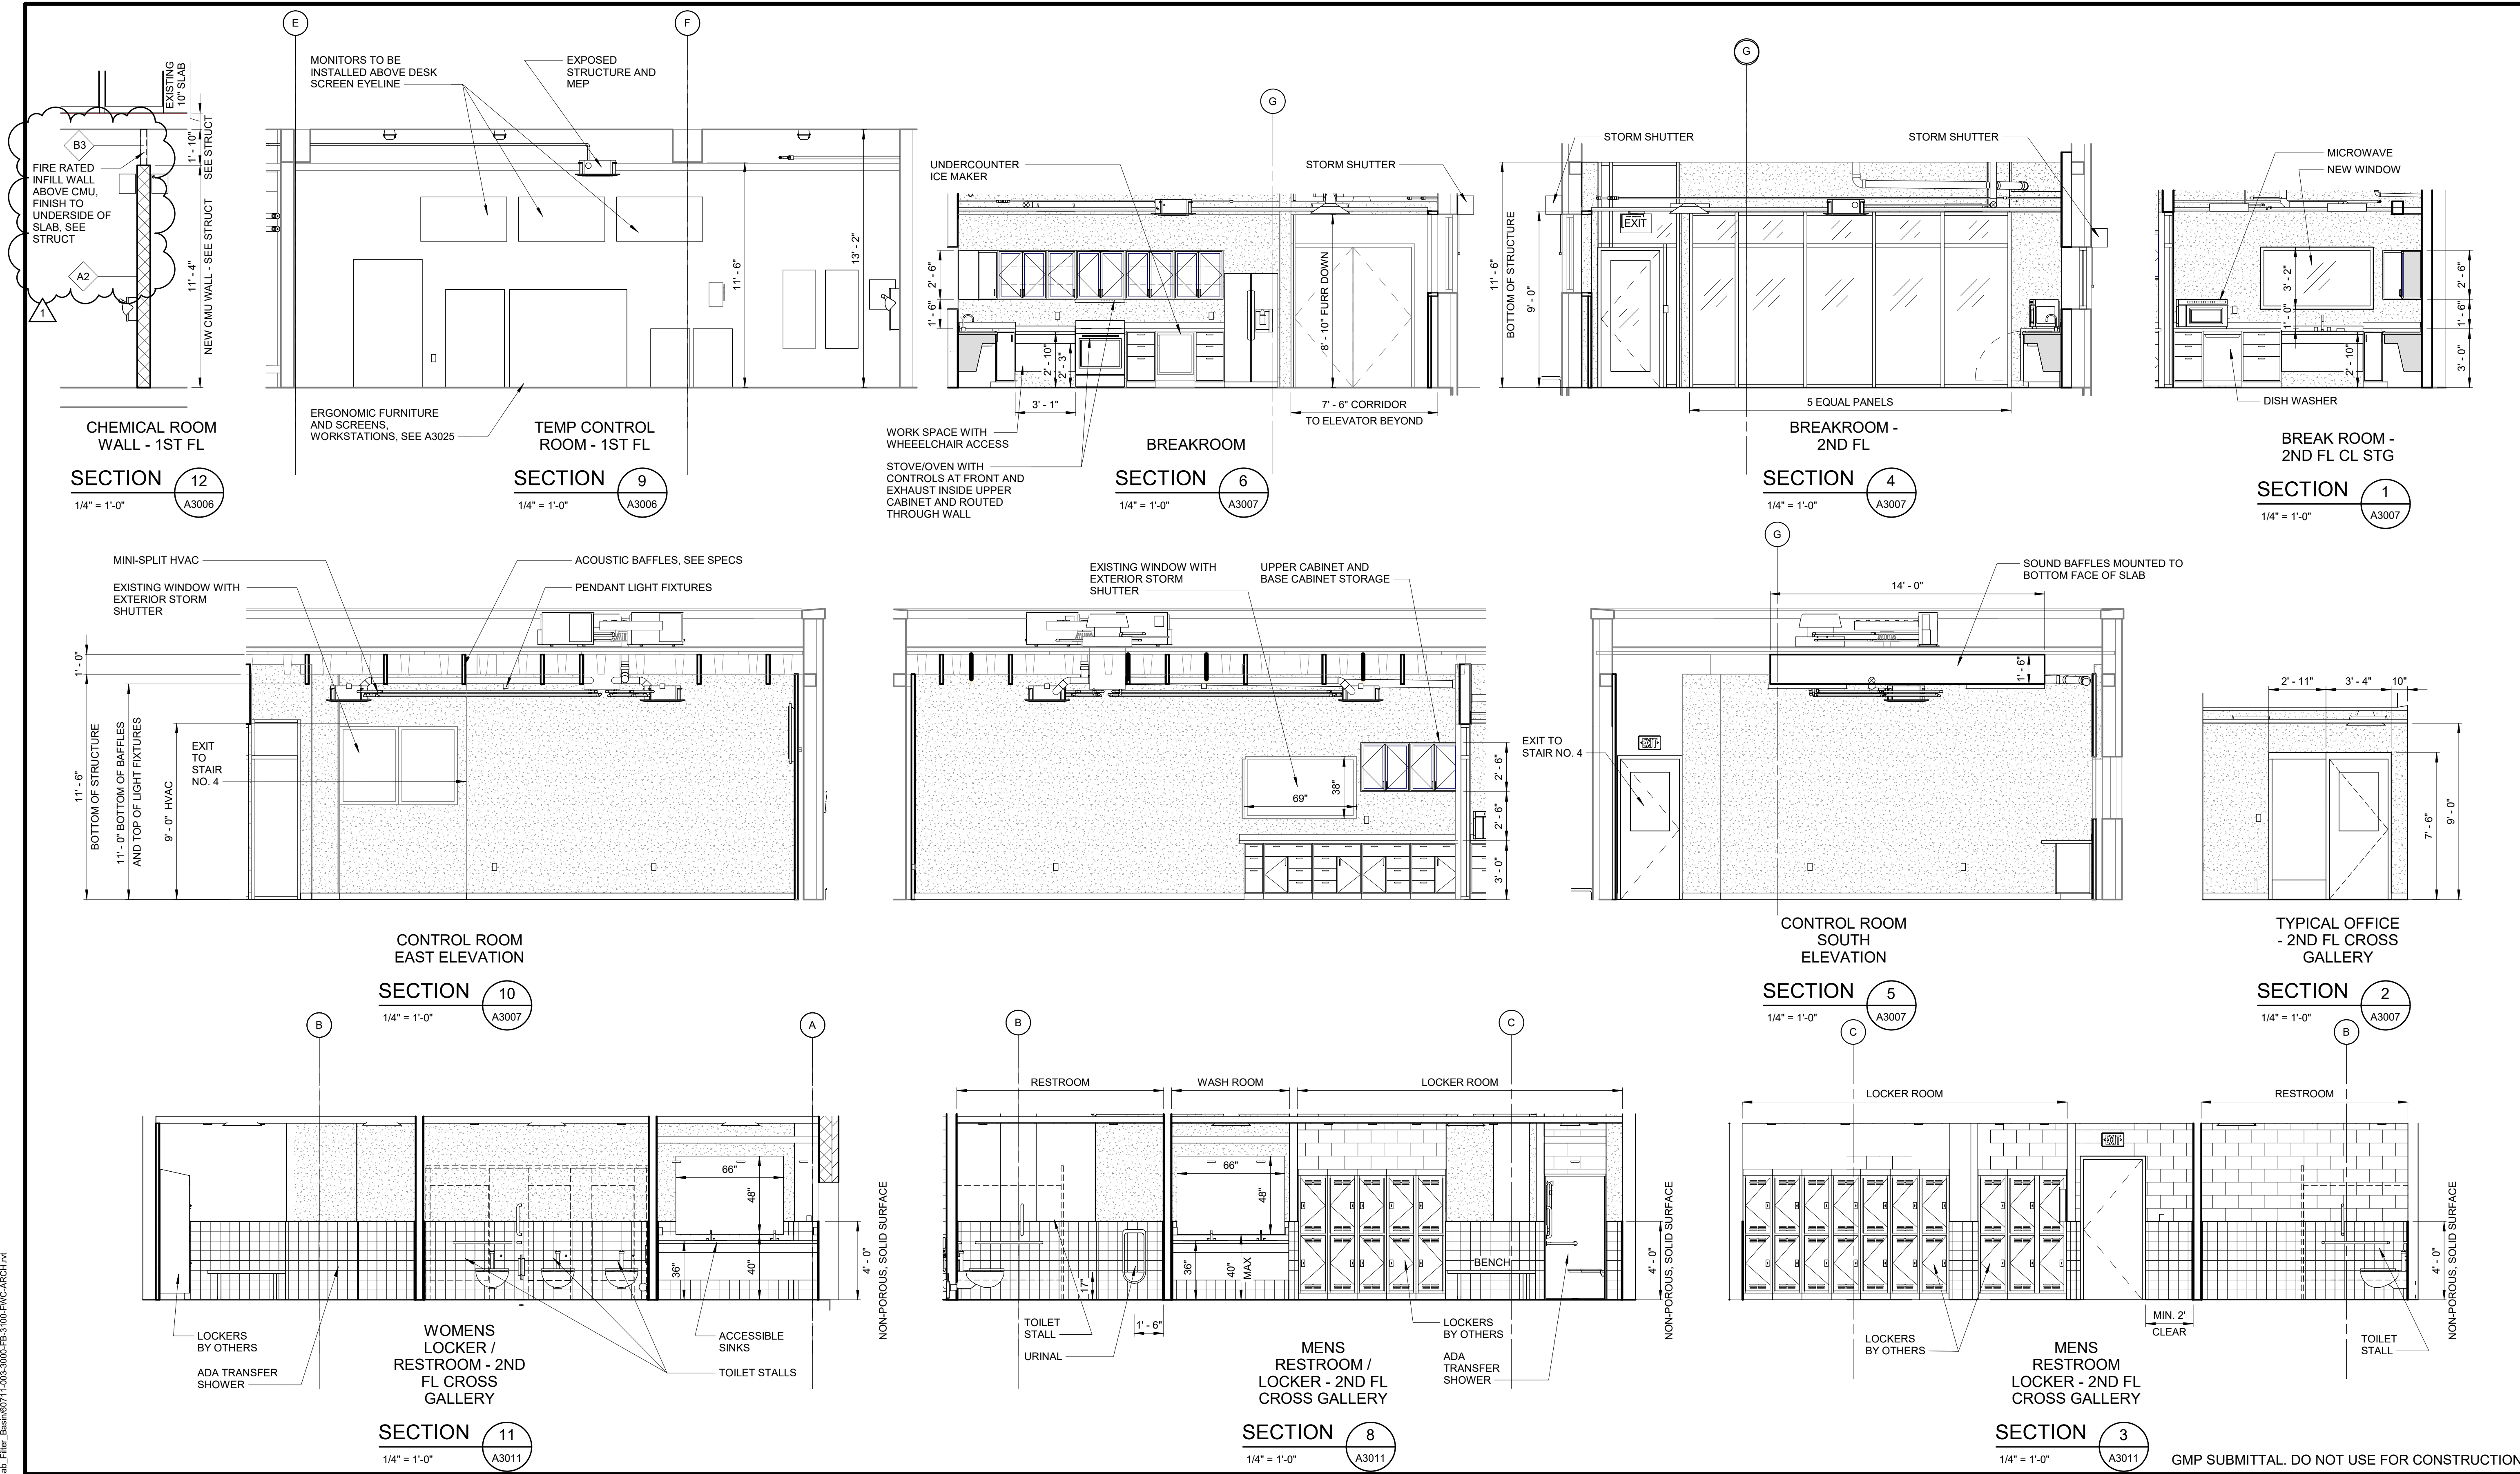 E
F
MONITORS TO BE
INSTALLED ABOVE DESK
SCREEN EYELINE
EXPOSED
STRUCTURE AND
MEP
EXISTING
10" SLAB
1' - 10"
SEE STRUCT
B3
FIRE RATED
INFILL WALL
ABOVE CMU,
FINISH TO
UNDERSIDE OF
SLAB, SEE
STRUCT
A2
1
11' - 4"
NEW CMU WALL - SEE STRUCT
11' - 6"
13' - 2"
CHEMICAL ROOM
WALL - 1ST FL
SECTION
12
A3006
1/4" = 1'-0"
ERGONOMIC FURNITURE
AND SCREENS,
WORKSTATIONS, SEE A3025
TEMP CONTROL
ROOM - 1ST FL
SECTION
9
A3006
1/4" = 1'-0"
G
UNDERCOUNTER
ICE MAKER
STORM SHUTTER
2' - 6"
1' - 6"
2' - 10"
2' - 3"
8' - 10" FURR DOWN
3' - 1"
7' - 6" CORRIDOR
TO ELEVATOR BEYOND
WORK SPACE WITH
WHEEELCHAIR ACCESS
STOVE/OVEN WITH
CONTROLS AT FRONT AND
EXHAUST INSIDE UPPER
CABINET AND ROUTED
THROUGH WALL
BREAKROOM
SECTION
6
A3007
1/4" = 1'-0"
G
STORM SHUTTER
STORM SHUTTER
EXIT
11' - 6"
BOTTOM OF STRUCTURE
9' - 0"
5 EQUAL PANELS
BREAKROOM -
2ND FL
SECTION
4
A3007
1/4" = 1'-0"
MICROWAVE
NEW WINDOW
3' - 2"
1' - 0"
2' - 10"
2' - 6"
1' - 6"
3' - 0"
DISH WASHER
BREAK ROOM -
2ND FL CL STG
SECTION
1
A3007
1/4" = 1'-0"
MINI-SPLIT HVAC
EXISTING WINDOW WITH
EXTERIOR STORM
SHUTTER
ACOUSTIC BAFFLES, SEE SPECS
PENDANT LIGHT FIXTURES
1' - 0"
11' - 6"
BOTTOM OF STRUCTURE
11' - 0" BOTTOM OF BAFFLES
AND TOP OF LIGHT FIXTURES
9' - 0" HVAC
EXIT
TO
STAIR
NO. 4
CONTROL ROOM
EAST ELEVATION
SECTION
10
A3007
1/4" = 1'-0"
EXISTING WINDOW WITH
EXTERIOR STORM
SHUTTER
UPPER CABINET AND
BASE CABINET STORAGE
69"
38"
2' - 6"
2' - 6"
3' - 0"
G
14' - 0"
SOUND BAFFLES MOUNTED TO
BOTTOM FACE OF SLAB
1' - 6"
EXIT TO
STAIR NO. 4
CONTROL ROOM
SOUTH
ELEVATION
SECTION
5
A3007
1/4" = 1'-0"
2' - 11"
3' - 4"
10"
7' - 6"
9' - 0"
TYPICAL OFFICE
- 2ND FL CROSS
GALLERY
SECTION
2
A3007
1/4" = 1'-0"
B
A
66"
48"
36"
40"
4' - 0"
NON-POROUS, SOLID SURFACE
LOCKERS
BY OTHERS
ADA TRANSFER
SHOWER
ACCESSIBLE
SINKS
TOILET STALLS
WOMENS
LOCKER /
RESTROOM - 2ND
FL CROSS
GALLERY
SECTION
11
A3011
1/4" = 1'-0"
B
C
RESTROOM
WASH ROOM
LOCKER ROOM
66"
48"
36"
40"
MAX
17"
BENCH
4' - 0"
NON-POROUS, SOLID SURFACE
TOILET
STALL
URINAL
1' - 6"
LOCKERS
BY OTHERS
ADA
TRANSFER
SHOWER
MENS
RESTROOM /
LOCKER - 2ND FL
CROSS GALLERY
SECTION
8
A3011
1/4" = 1'-0"
C
B
LOCKER ROOM
RESTROOM
4' - 0"
NON-POROUS, SOLID SURFACE
LOCKERS
BY OTHERS
MIN. 2'
CLEAR
TOILET
STALL
MENS
RESTROOM
LOCKER - 2ND FL
CROSS GALLERY
SECTION
3
A3011
1/4" = 1'-0"
GMP SUBMITTAL. DO NOT USE FOR CONSTRUCTION
ab_Filter_Basin/60711-003-3000-FB-3100-FWC-ARCH.rvt